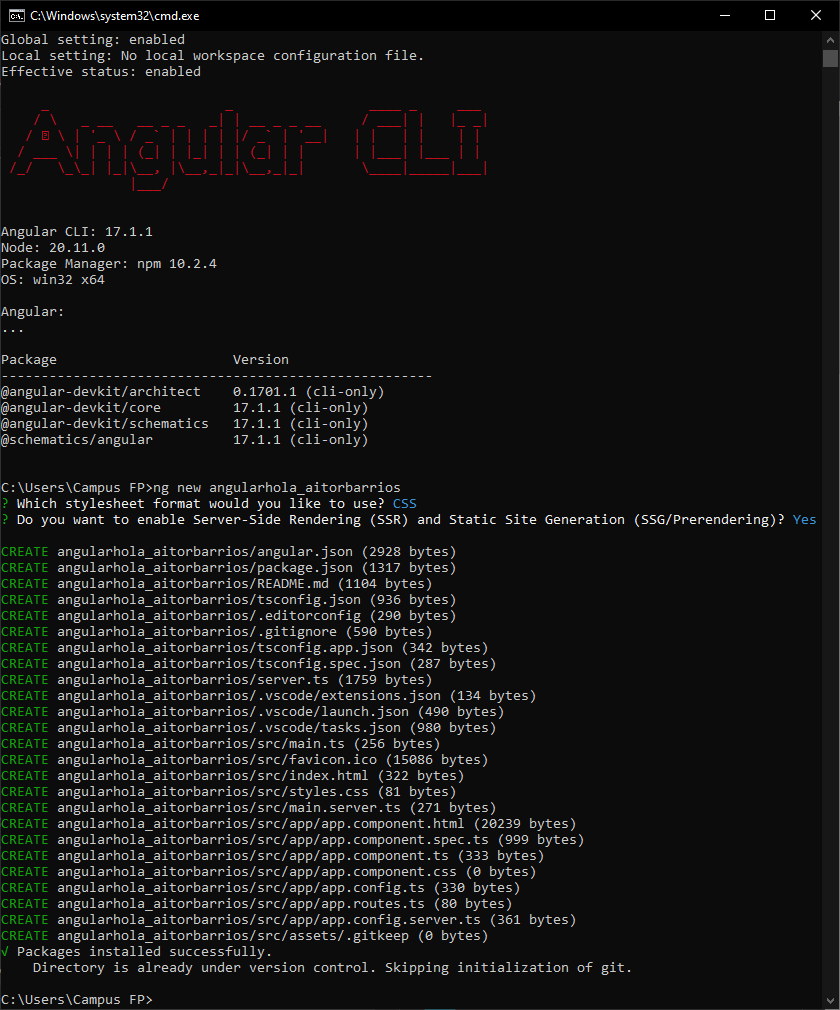 C:\Windows\system32\cmd.exe
Global setting: enabled
Local setting: No local workspace configuration file.
Effective status: enabled
Angular CLI
Angular CLI: 17.1.1
Node: 20.11.0
Package Manager: npm 10.2.4
OS: win32 x64
Angular:
...
Package                      Version
------------------------------------------------------
@angular-devkit/architect    0.1701.1 (cli-only)
@angular-devkit/core         17.1.1 (cli-only)
@angular-devkit/schematics   17.1.1 (cli-only)
@schematics/angular          17.1.1 (cli-only)
C:\Users\Campus FP>ng new angularhola_aitorbarrios
? Which stylesheet format would you like to use? CSS
? Do you want to enable Server-Side Rendering (SSR) and Static Site Generation (SSG/Prerendering)? Yes
CREATE angularhola_aitorbarrios/angular.json (2928 bytes)
CREATE angularhola_aitorbarrios/package.json (1317 bytes)
CREATE angularhola_aitorbarrios/README.md (1104 bytes)
CREATE angularhola_aitorbarrios/tsconfig.json (936 bytes)
CREATE angularhola_aitorbarrios/.editorconfig (290 bytes)
CREATE angularhola_aitorbarrios/.gitignore (590 bytes)
CREATE angularhola_aitorbarrios/tsconfig.app.json (342 bytes)
CREATE angularhola_aitorbarrios/tsconfig.spec.json (287 bytes)
CREATE angularhola_aitorbarrios/server.ts (1759 bytes)
CREATE angularhola_aitorbarrios/.vscode/extensions.json (134 bytes)
CREATE angularhola_aitorbarrios/.vscode/launch.json (490 bytes)
CREATE angularhola_aitorbarrios/.vscode/tasks.json (980 bytes)
CREATE angularhola_aitorbarrios/src/main.ts (256 bytes)
CREATE angularhola_aitorbarrios/src/favicon.ico (15086 bytes)
CREATE angularhola_aitorbarrios/src/index.html (322 bytes)
CREATE angularhola_aitorbarrios/src/styles.css (81 bytes)
CREATE angularhola_aitorbarrios/src/main.server.ts (271 bytes)
CREATE angularhola_aitorbarrios/src/app/app.component.html (20239 bytes)
CREATE angularhola_aitorbarrios/src/app/app.component.spec.ts (999 bytes)
CREATE angularhola_aitorbarrios/src/app/app.component.ts (333 bytes)
CREATE angularhola_aitorbarrios/src/app/app.component.css (0 bytes)
CREATE angularhola_aitorbarrios/src/app/app.config.ts (330 bytes)
CREATE angularhola_aitorbarrios/src/app/app.routes.ts (80 bytes)
CREATE angularhola_aitorbarrios/src/app/app.config.server.ts (361 bytes)
CREATE angularhola_aitorbarrios/src/assets/.gitkeep (0 bytes)
√ Packages installed successfully.
    Directory is already under version control. Skipping initialization of git.
C:\Users\Campus FP>